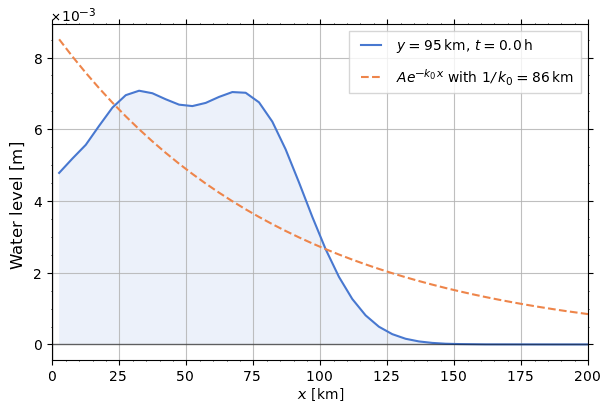 ×10⁻³
8
6
4
2
0
Water level [m]
0 25 50 75 100 125 150 175 200
x [km]
y = 95 km, t = 0.0 h
Ae^{−k₀x} with 1/k₀ = 86 km